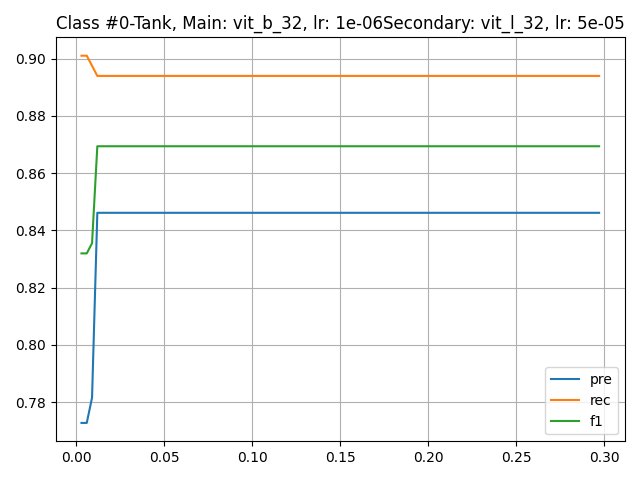 Class #0-Tank, Main: vit_b_32, lr: 1e-06Secondary: vit_l_32, lr: 5e-05
0.90
0.88
0.86
0.84
0.82
0.80
0.78
pre
rec
f1
0.00 0.05 0.10 0.15 0.20 0.25 0.30